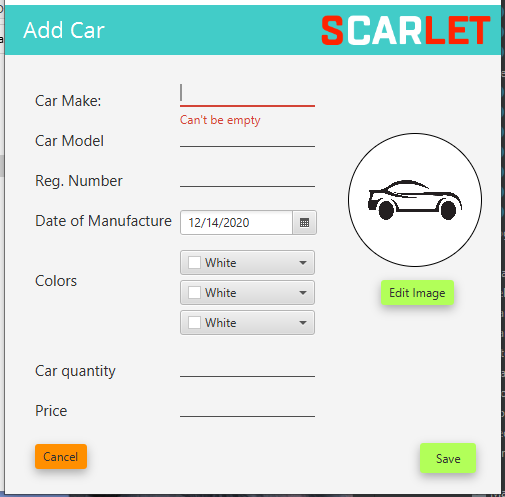 Add Car
SCARLET
Car Make:
Can't be empty
Car Model
Reg. Number
Date of Manufacture
12/14/2020
Colors
White
White
White
Edit Image
Car quantity
Price
Cancel
Save